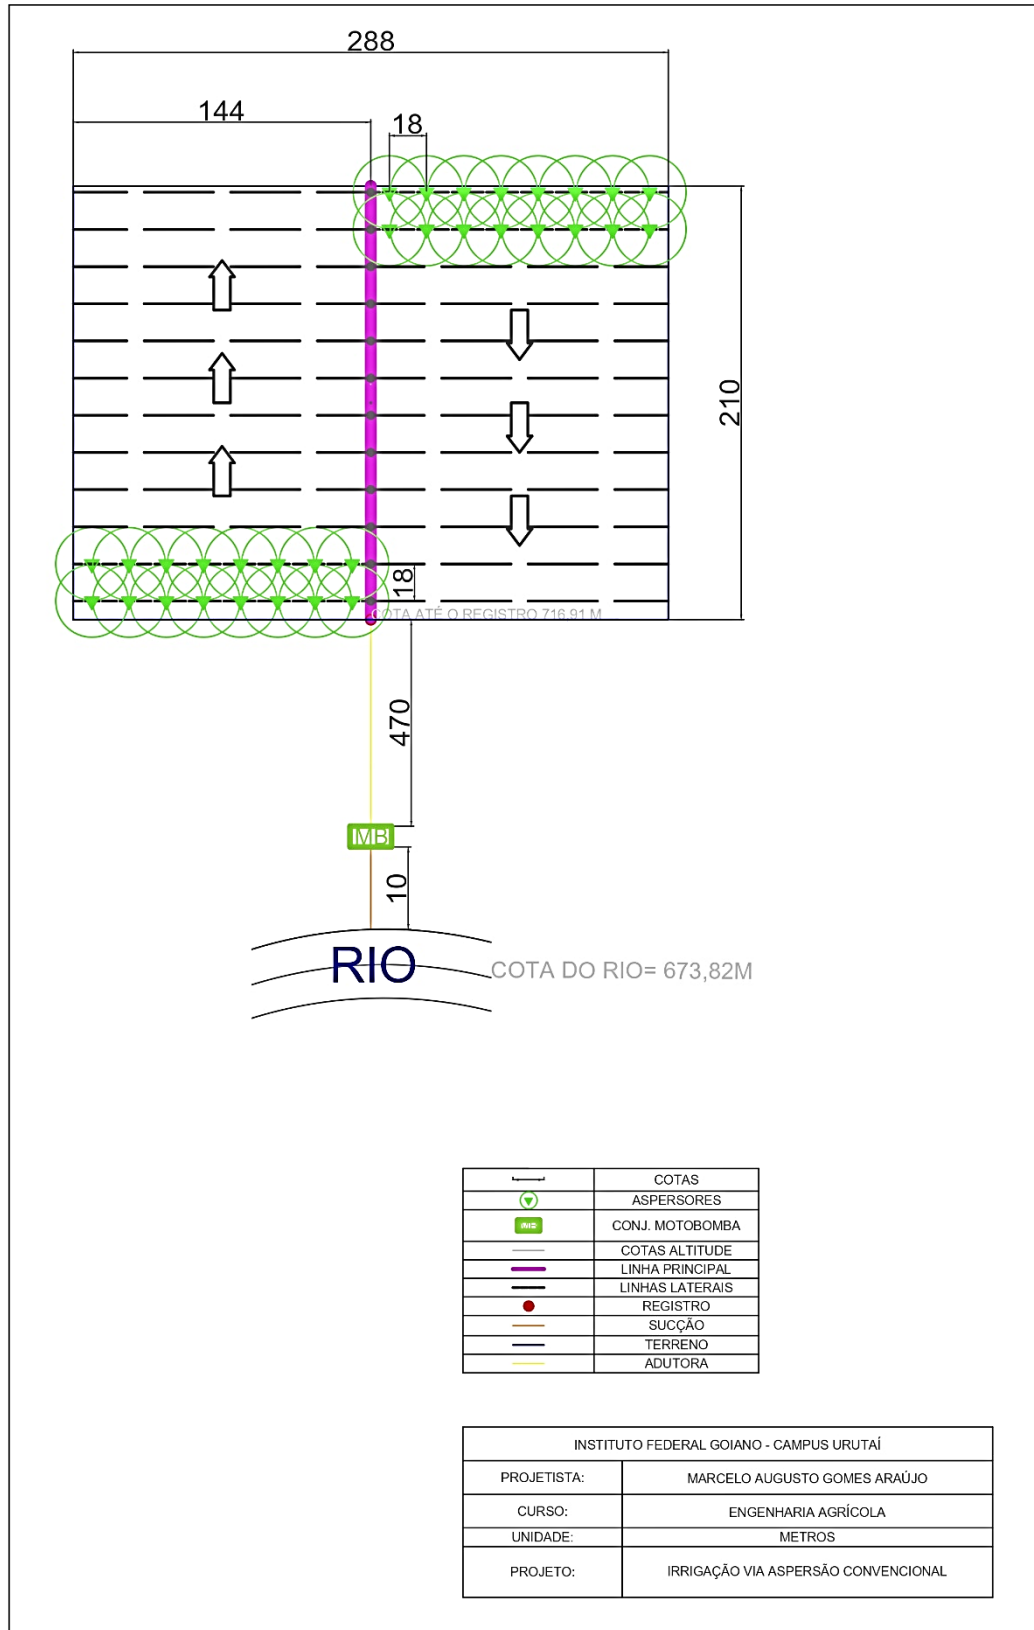 288
144
18
210
18
COTA ATÉ O REGISTRO 716,91 M
470
MB
10
RIO
COTA DO RIO= 673,82M
COTAS
ASPERSORES
MB CONJ. MOTOBOMBA
COTAS ALTITUDE
LINHA PRINCIPAL
LINHAS LATERAIS
REGISTRO
SUCÇÃO
TERRENO
ADUTORA
INSTITUTO FEDERAL GOIANO - CAMPUS URUTAÍ
PROJETISTA: MARCELO AUGUSTO GOMES ARAÚJO
CURSO: ENGENHARIA AGRÍCOLA
UNIDADE: METROS
PROJETO: IRRIGAÇÃO VIA ASPERSÃO CONVENCIONAL